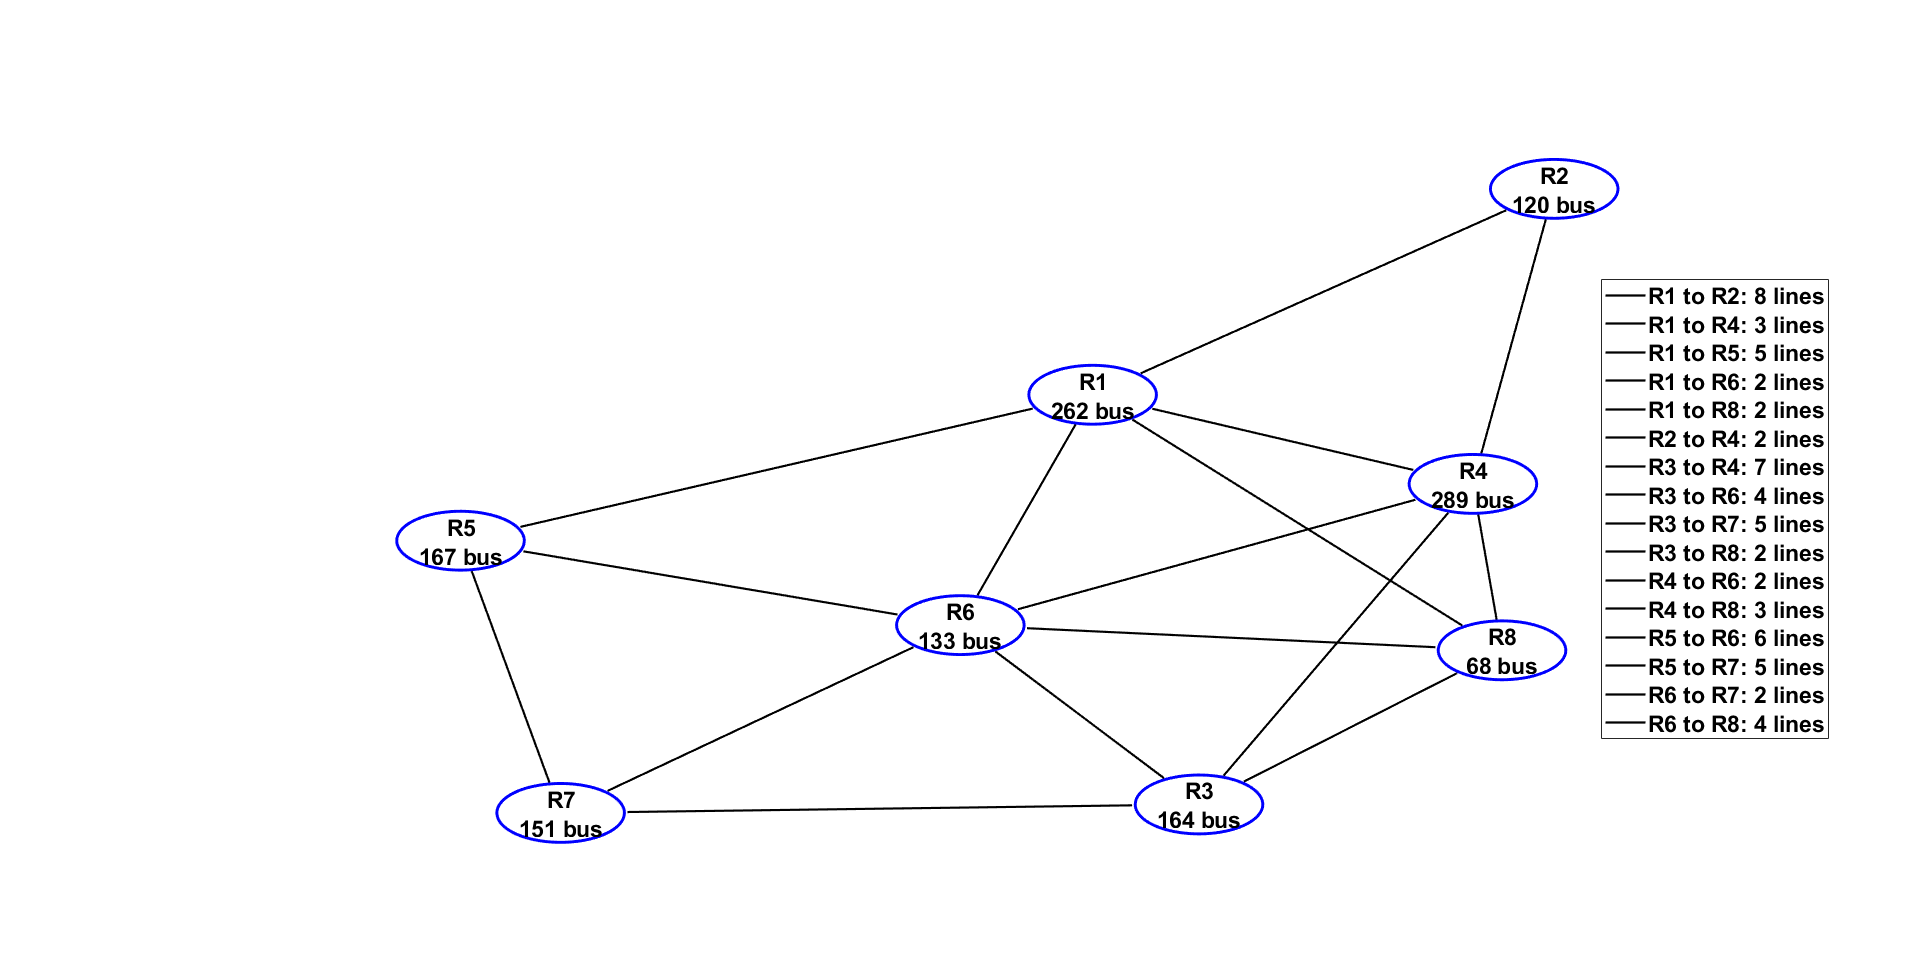 R2
120 bus
R1
262 bus
R4
289 bus
R5
167 bus
R6
133 bus
R8
68 bus
R7
151 bus
R3
164 bus
R1 to R2: 8 lines
R1 to R4: 3 lines
R1 to R5: 5 lines
R1 to R6: 2 lines
R1 to R8: 2 lines
R2 to R4: 2 lines
R3 to R4: 7 lines
R3 to R6: 4 lines
R3 to R7: 5 lines
R3 to R8: 2 lines
R4 to R6: 2 lines
R4 to R8: 3 lines
R5 to R6: 6 lines
R5 to R7: 5 lines
R6 to R7: 2 lines
R6 to R8: 4 lines